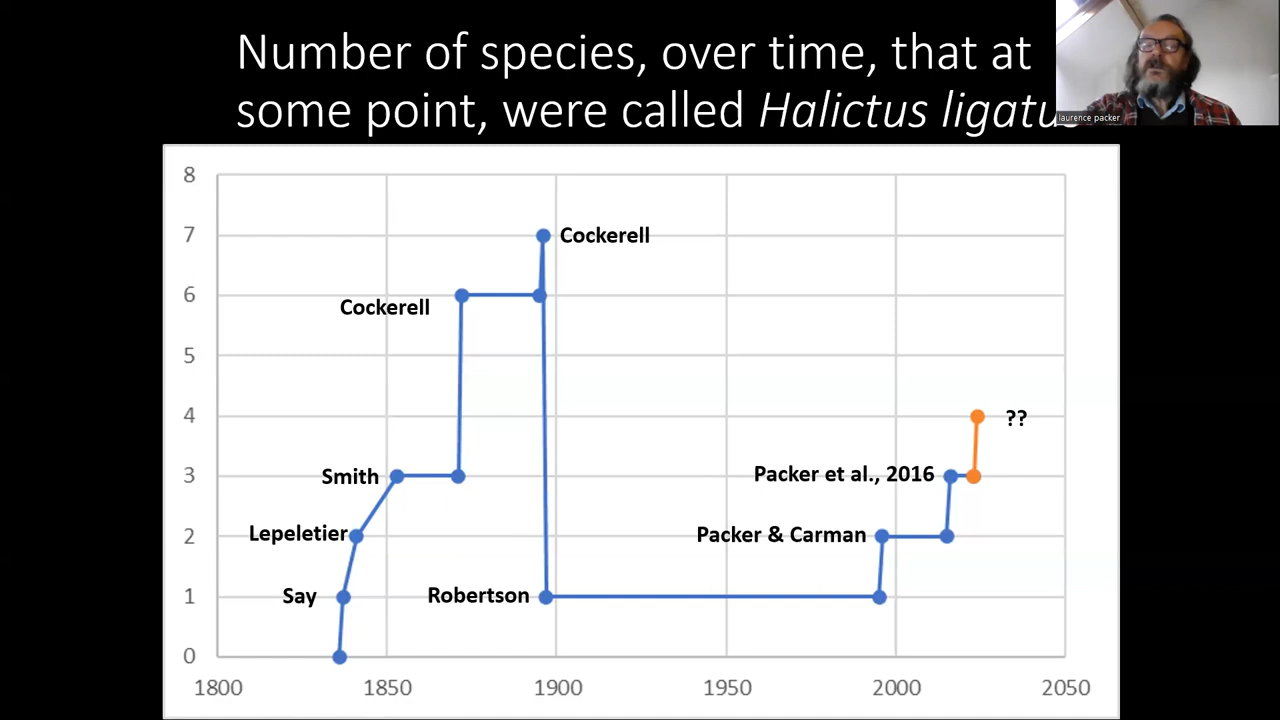 Number of species, over time, that at
some point, were called Halictus ligatus
laurence packer
8
7
6
5
4
3
2
1
0
Cockerell
Cockerell
??
Smith
Packer et al., 2016
Lepeletier
Packer & Carman
Say
Robertson
1800 1850 1900 1950 2000 2050